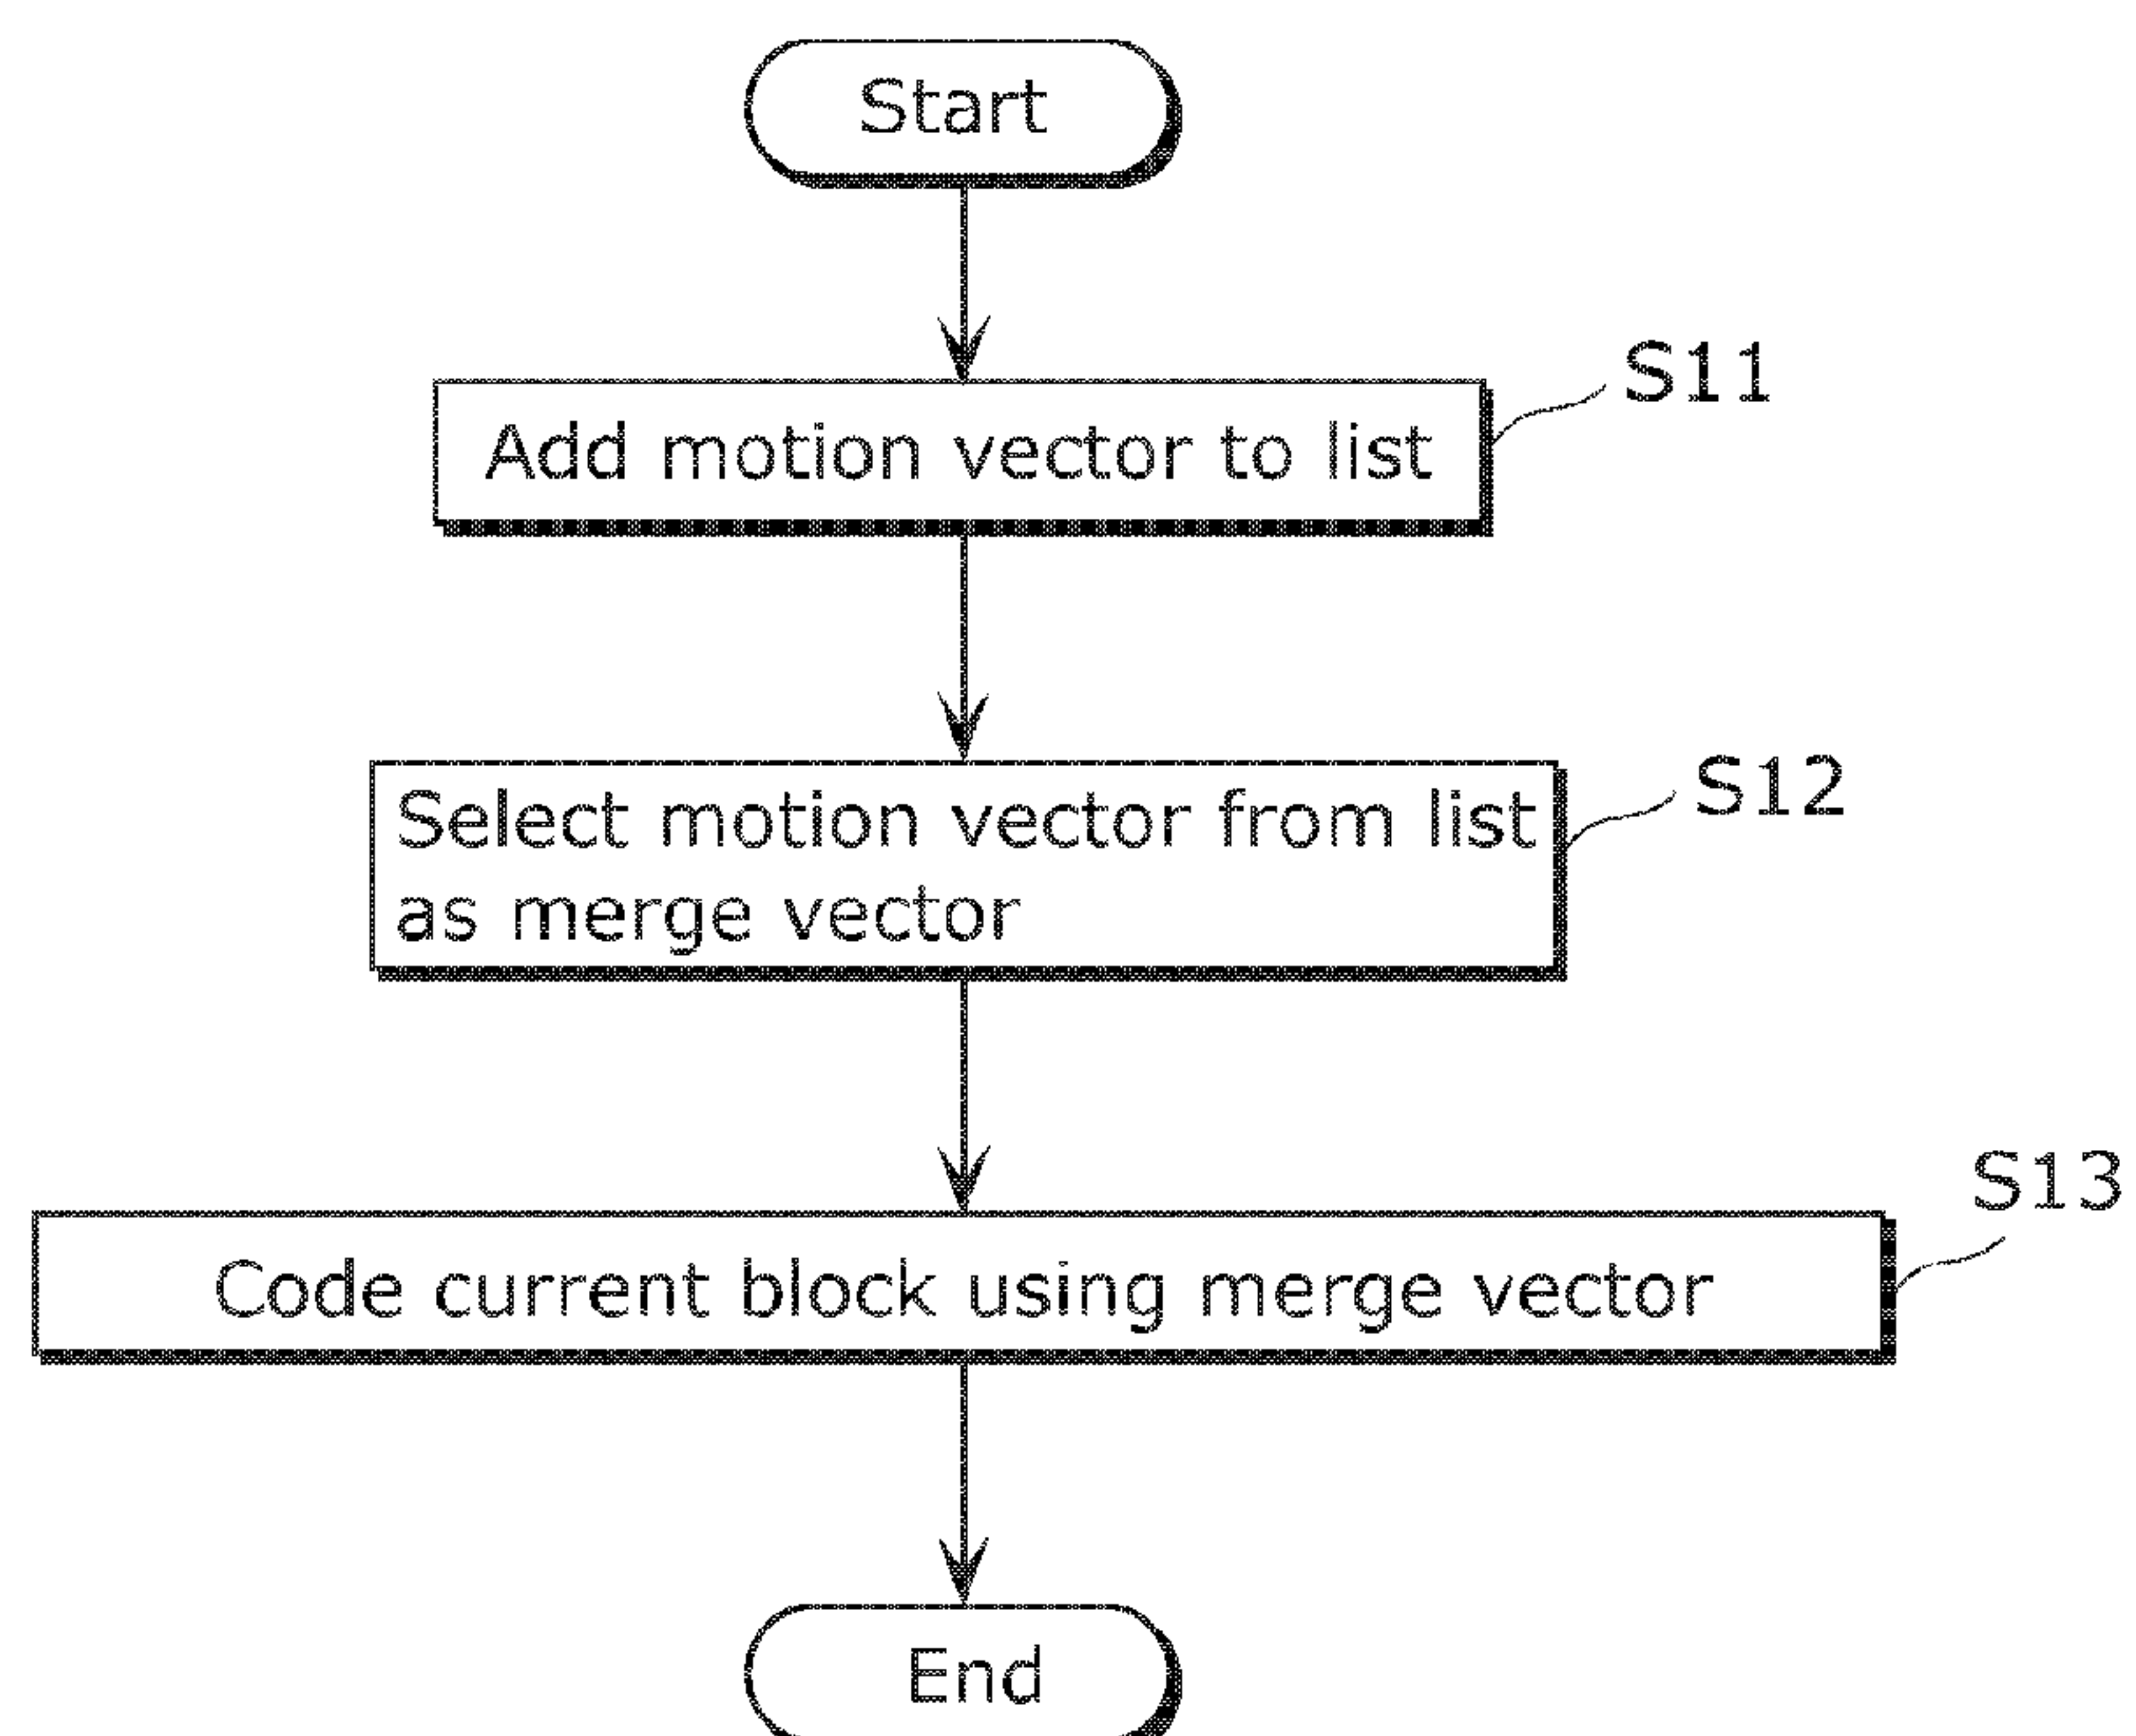 Start
S11
Add motion vector to list
S12
Select motion vector from list
as merge vector
S13
Code current block using merge vector
End